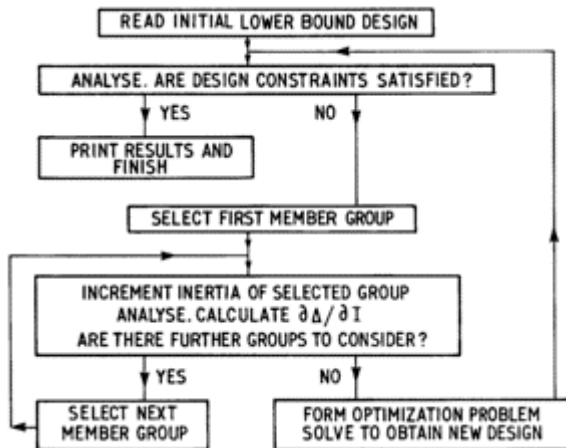 READ INITIAL LOWER BOUND DESIGN
ANALYSE. ARE DESIGN CONSTRAINTS SATISFIED?
YES
NO
PRINT RESULTS AND
FINISH
SELECT FIRST MEMBER GROUP
INCREMENT INERTIA OF SELECTED GROUP
ANALYSE. CALCULATE ∂Δ/∂I
ARE THERE FURTHER GROUPS TO CONSIDER?
YES
NO
SELECT NEXT
MEMBER GROUP
FORM OPTIMIZATION PROBLEM
SOLVE TO OBTAIN NEW DESIGN